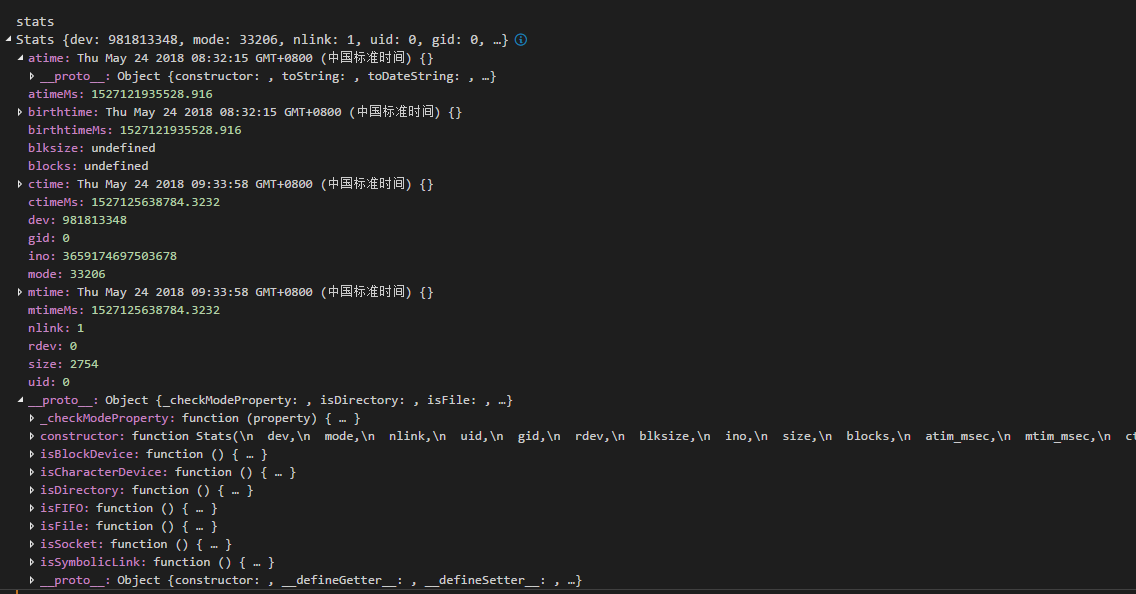 stats
Stats {dev: 981813348, mode: 33206, nlink: 1, uid: 0, gid: 0, …}
atime: Thu May 24 2018 08:32:15 GMT+0800 (中国标准时间) {}
__proto__: Object {constructor: , toString: , toDateString: , …}
atimeMs: 1527121935528.916
birthtime: Thu May 24 2018 08:32:15 GMT+0800 (中国标准时间) {}
birthtimeMs: 1527121935528.916
blksize: undefined
blocks: undefined
ctime: Thu May 24 2018 09:33:58 GMT+0800 (中国标准时间) {}
ctimeMs: 1527125638784.3232
dev: 981813348
gid: 0
ino: 3659174697503678
mode: 33206
mtime: Thu May 24 2018 09:33:58 GMT+0800 (中国标准时间) {}
mtimeMs: 1527125638784.3232
nlink: 1
rdev: 0
size: 2754
uid: 0
__proto__: Object {_checkModeProperty: , isDirectory: , isFile: , …}
_checkModeProperty: function (property) { … }
constructor: function Stats(\n  dev,\n  mode,\n  nlink,\n  uid,\n  gid,\n  rdev,\n  blksize,\n  ino,\n  size,\n  blocks,\n  atim_msec,\n  mtim_msec,\n  ct
isBlockDevice: function () { … }
isCharacterDevice: function () { … }
isDirectory: function () { … }
isFIFO: function () { … }
isFile: function () { … }
isSocket: function () { … }
isSymbolicLink: function () { … }
__proto__: Object {constructor: , __defineGetter__: , __defineSetter__: , …}